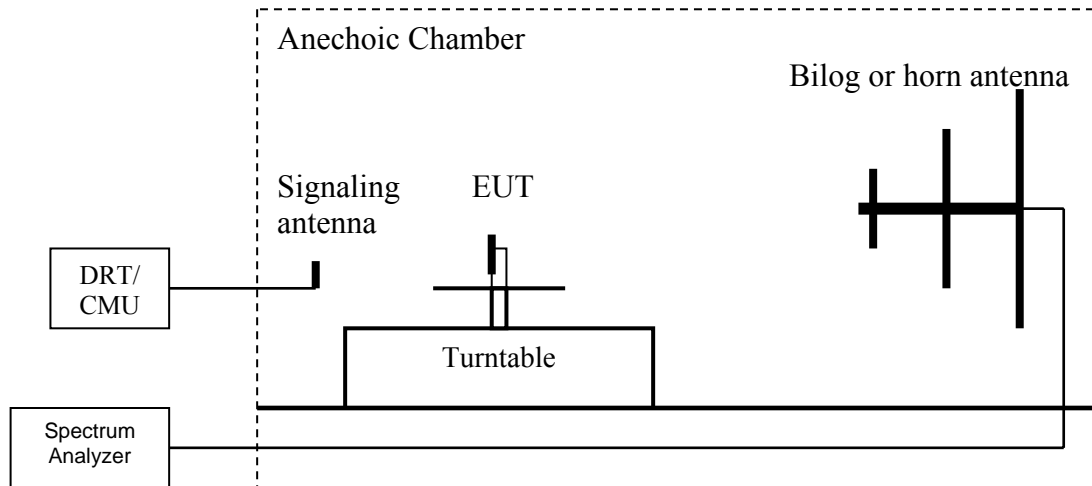 Anechoic Chamber
Bilog or horn antenna
Signaling
antenna
EUT
DRT/
CMU
Turntable
Spectrum
Analyzer